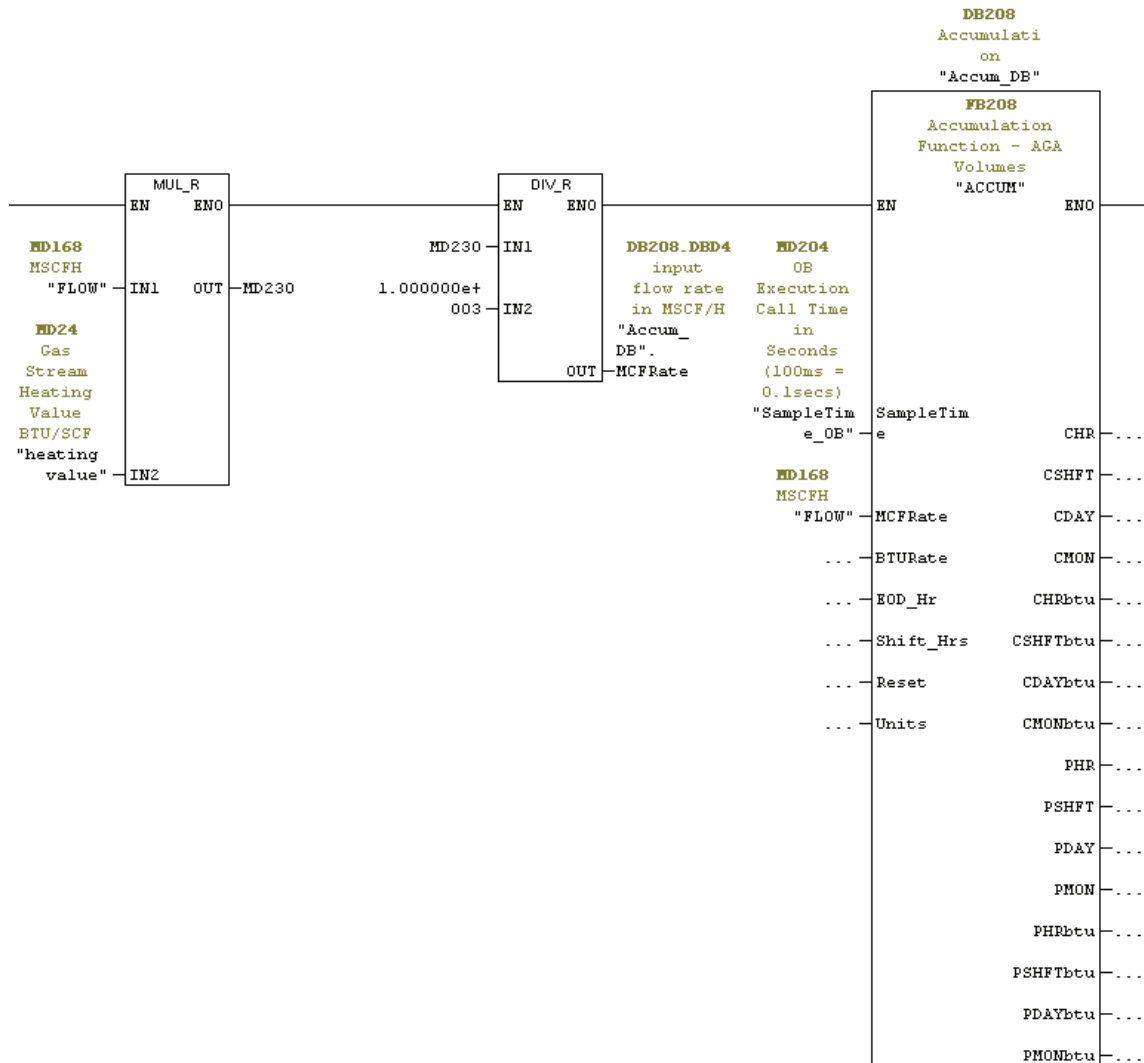 DB208
Accumulati
on
"Accum_DB"
FB208
Accumulation
Function - AGA
Volumes
"ACCUM"
MUL_R
EN ENO
MD168
MSCFH
"FLOW" IN1 OUT MD230
MD24
Gas
Stream
Heating
Value
BTU/SCF
"heating
value" IN2
DIV_R
EN ENO
MD230 IN1
1.000000e+
003 IN2
DB208.DBD4
input
flow rate
in MSCF/H
"Accum_
DB".
OUT MCFRate
EN ENO
MD204
OB
Execution
Call Time
in
Seconds
(100ms =
0.1secs)
"SampleTim SampleTim
e_OB" e CHR ...
CSHFT ...
MD168
MSCFH
"FLOW" MCFRate CDAY ...
... BTURate CMON ...
... EOD_Hr CHRbtu ...
... Shift_Hrs CSHFTbtu ...
... Reset CDAYbtu ...
... Units CMONbtu ...
PHR ...
PSHFT ...
PDAY ...
PMON ...
PHRbtu ...
PSHFTbtu ...
PDAYbtu ...
PMONbtu ...